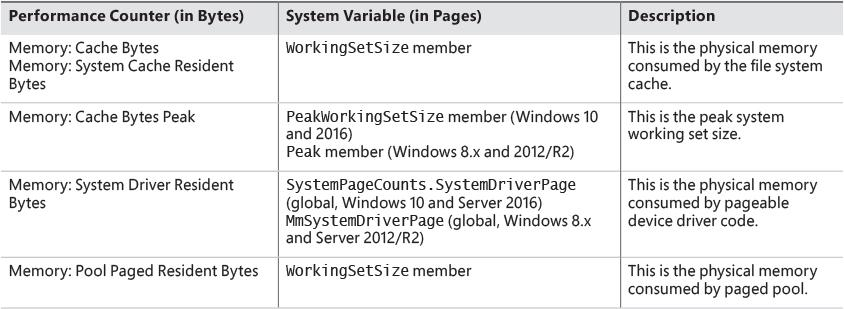 Performance Counter (in Bytes) System Variable (in Pages) Description
Memory: Cache Bytes
Memory: System Cache Resident
Bytes
WorkingSetSize member
This is the physical memory
consumed by the file system
cache.
Memory: Cache Bytes Peak
PeakWorkingSetSize member (Windows 10
and 2016)
Peak member (Windows 8.x and 2012/R2)
This is the peak system
working set size.
Memory: System Driver Resident
Bytes
SystemPageCounts.SystemDriverPage
(global, Windows 10 and Server 2016)
MmSystemDriverPage (global, Windows 8.x
and Server 2012/R2)
This is the physical memory
consumed by pageable
device driver code.
Memory: Pool Paged Resident Bytes
WorkingSetSize member
This is the physical memory
consumed by paged pool.